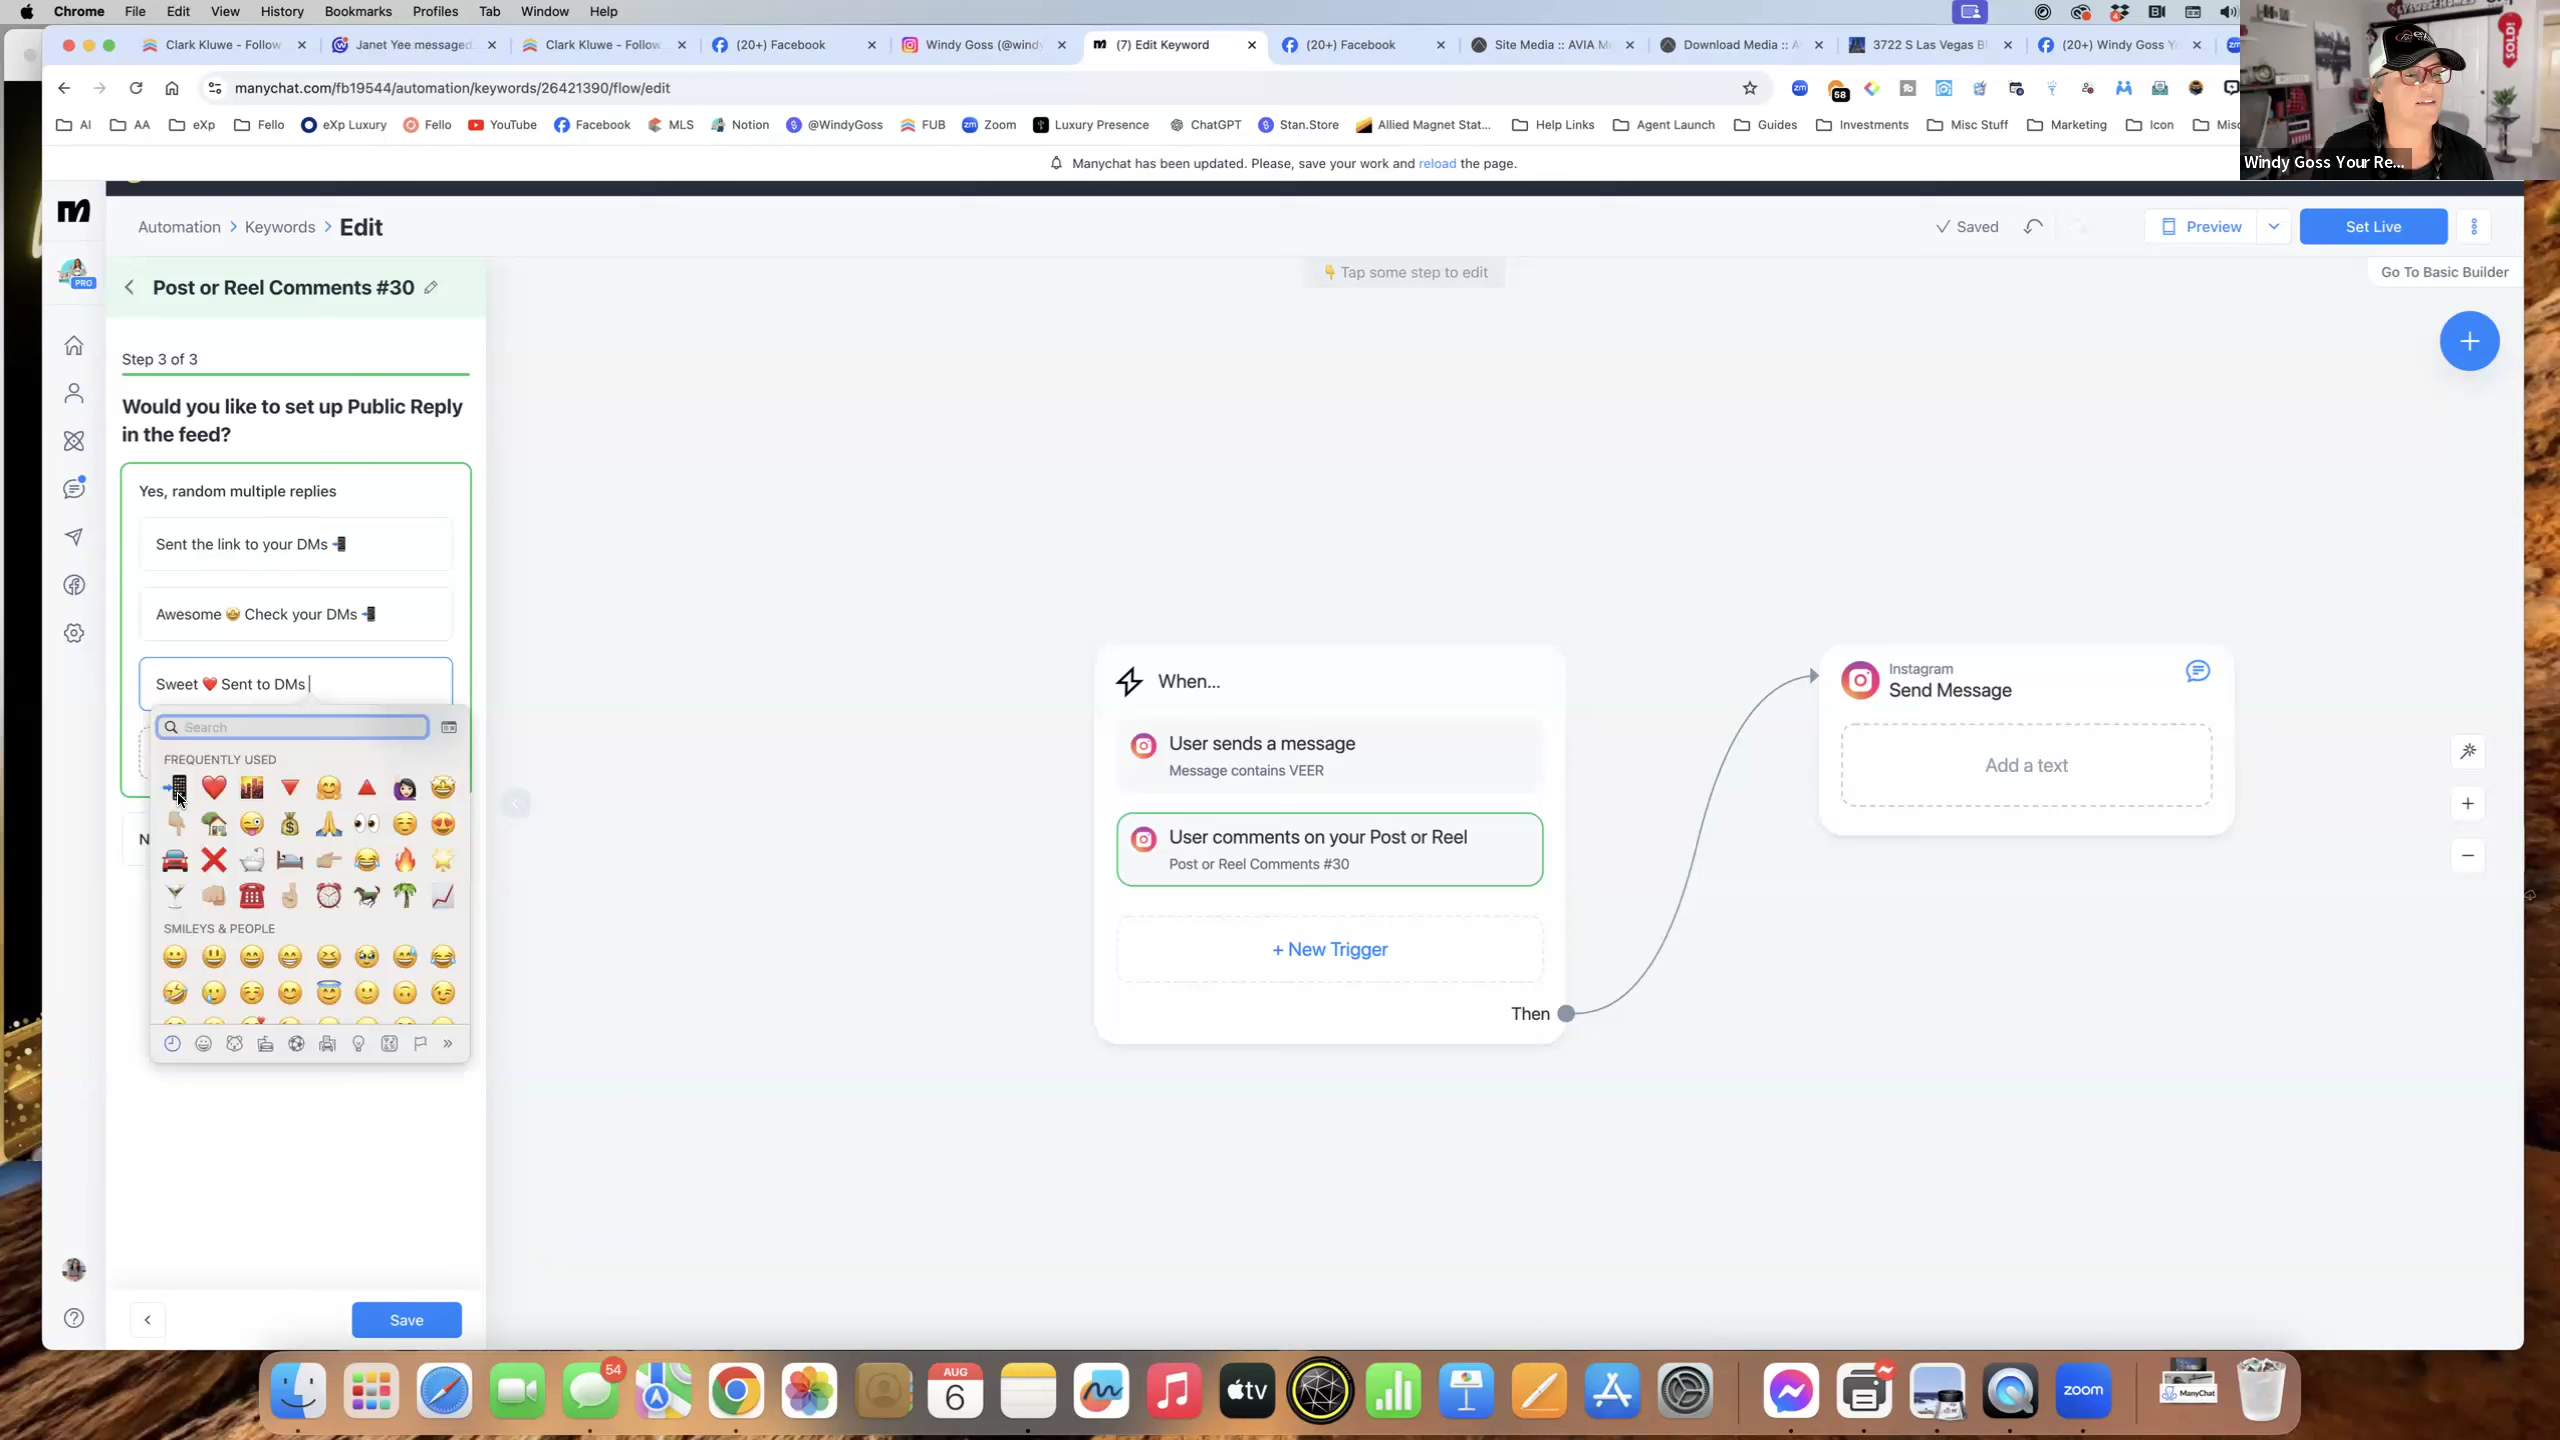 Chrome File Edit View History Bookmarks Profiles Tab Window Help
Clark Kluwe - Follow
Janet Yee messaged
Clark Kluwe - Follow
(20+) Facebook
Windy Goss (@windy
(7) Edit Keyword
(20+) Facebook
Site Media :: AVIA M
Download Media :: A
3722 S Las Vegas Bl
(20+) Windy Goss Yo
manychat.com/fb19544/automation/keywords/26421390/flow/edit
58
AI AA eXp Fello eXp Luxury Fello YouTube Facebook MLS Notion @WindyGoss FUB Zoom Luxury Presence ChatGPT Stan.Store Allied Magnet Stat... Help Links Agent Launch Guides Investments Misc Stuff Marketing Icon Misc
Windy Goss Your Re...
SOLD!
Manychat has been updated. Please, save your work and reload the page.
Automation > Keywords > Edit
Saved
Preview
Set Live
PRO
Post or Reel Comments #30
👇 Tap some step to edit
Go To Basic Builder
Step 3 of 3
Would you like to set up Public Reply
in the feed?
Yes, random multiple replies
Sent the link to your DMs 📲
Awesome 🤩 Check your DMs 📲
Sweet ❤️ Sent to DMs
Search
FREQUENTLY USED
N
SMILEYS & PEOPLE
Save
When...
User sends a message
Message contains VEER
User comments on your Post or Reel
Post or Reel Comments #30
+ New Trigger
Then
Instagram
Send Message
Add a text
54
AUG
6
tv
zoom
ManyChat